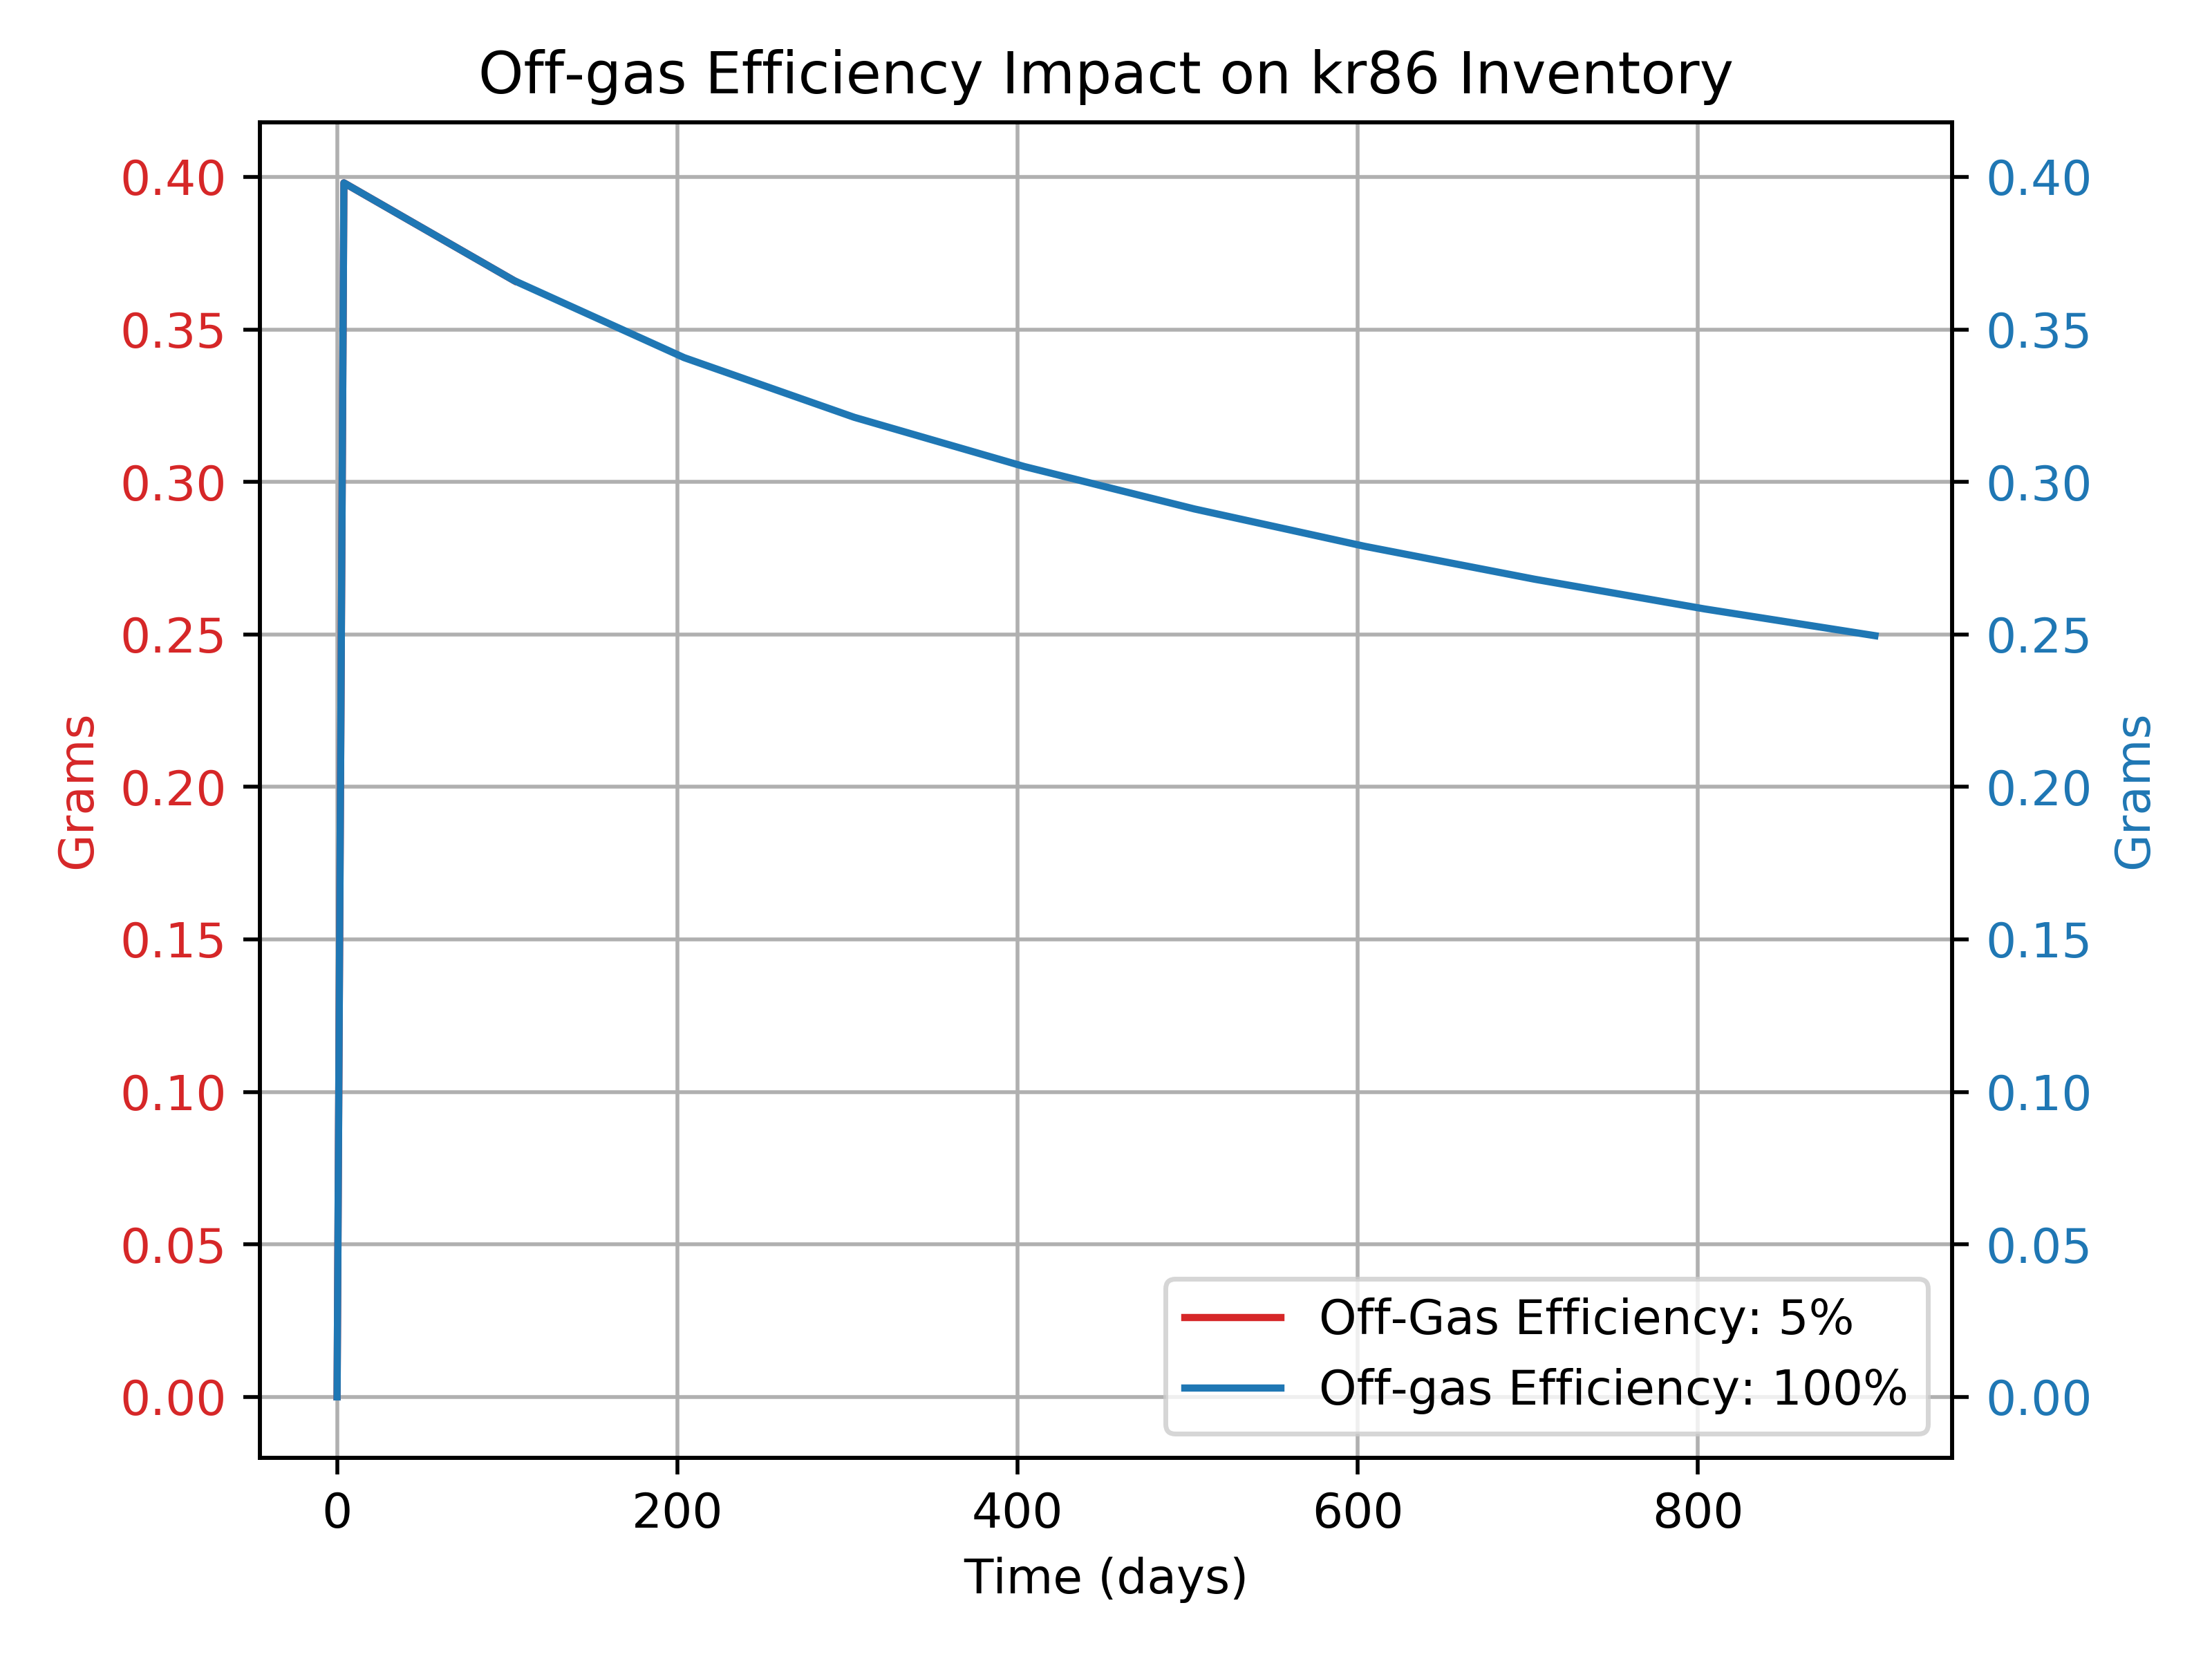 Off-gas Efficiency Impact on kr86 Inventory
0.40
0.35
0.30
0.25
0.20
0.15
0.10
0.05
0.00
Grams
0.40
0.35
0.30
0.25
0.20
0.15
0.10
0.05
0.00
Grams
Off-Gas Efficiency: 5%
Off-gas Efficiency: 100%
0 200 400 600 800
Time (days)